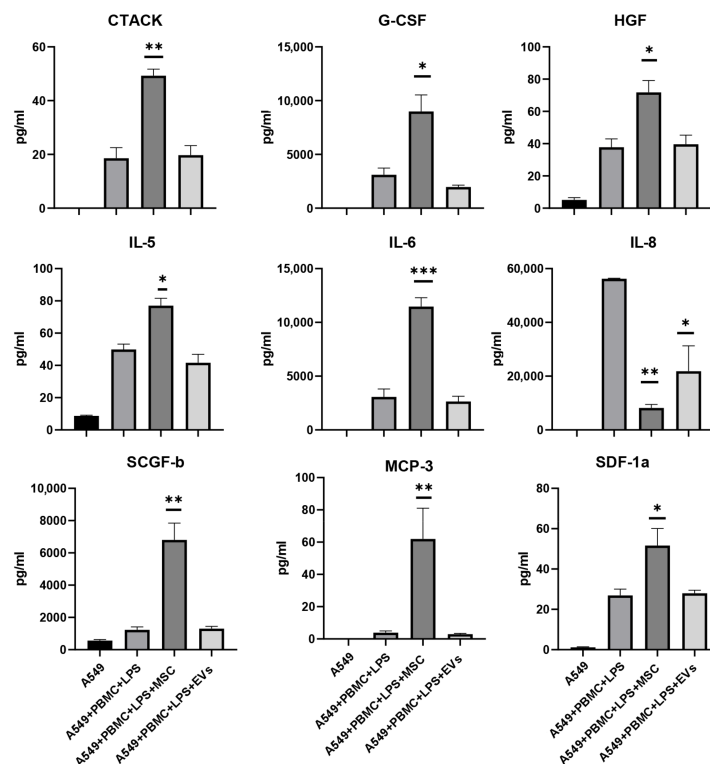 CTACK
G-CSF
HGF
60
40
20
0
pg/ml
**
15,000
10,000
5000
0
pg/ml
*
100
80
60
40
20
0
pg/ml
*
IL-5
IL-6
IL-8
100
80
60
40
20
0
pg/ml
*
15,000
10,000
5000
0
pg/ml
***
60,000
40,000
20,000
0
pg/ml
**
*
SCGF-b
MCP-3
SDF-1a
10,000
8000
6000
4000
2000
0
pg/ml
**
100
80
60
40
20
0
pg/ml
**
80
60
40
20
0
pg/ml
*
A549
A549+PBMC+LPS
A549+PBMC+LPS+MSC
A549+PBMC+LPS+EVs
A549
A549+PBMC+LPS
A549+PBMC+LPS+MSC
A549+PBMC+LPS+EVs
A549
A549+PBMC+LPS
A549+PBMC+LPS+MSC
A549+PBMC+LPS+EVs